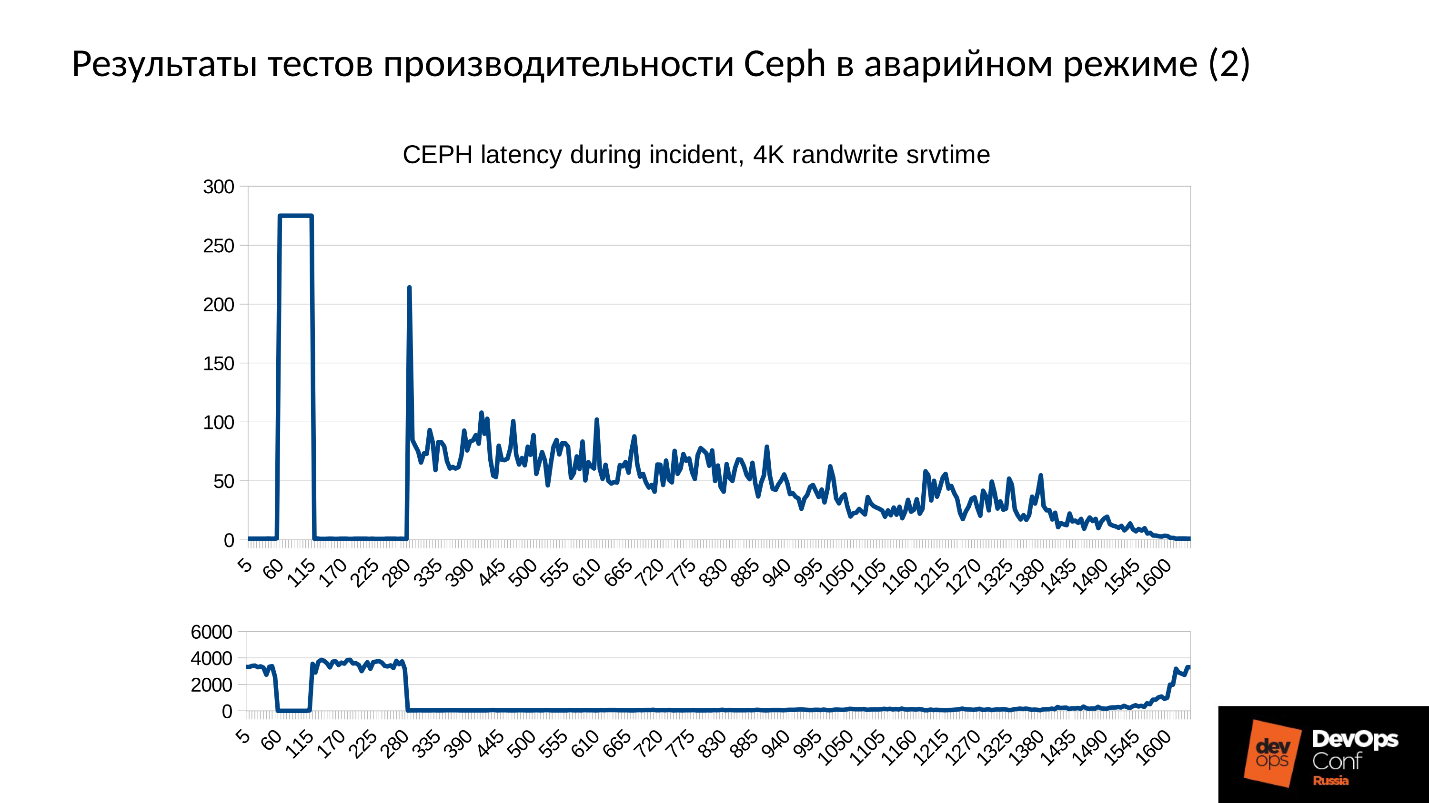 Результаты тестов производительности Ceph в аварийном режиме (2)
CEPH latency during incident, 4K randwrite srvtime
300
250
200
150
100
50
0
5 60 115 170 225 280 335 390 445 500 555 610 665 720 775 830 885 940 995 1050 1105 1160 1215 1270 1325 1380 1435 1490 1545 1600
6000
4000
2000
0
5 60 115 170 225 280 335 390 445 500 555 610 665 720 775 830 885 940 995 1050 1105 1160 1215 1270 1325 1380 1435 1490 1545 1600
dev
ops
DevOps
Conf
Russia